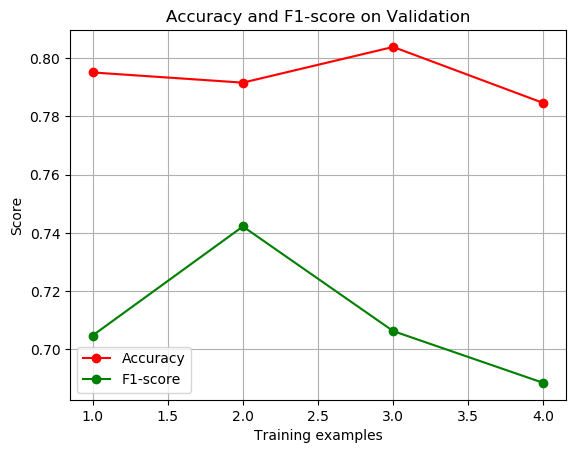 Accuracy and F1-score on Validation
0.80
0.78
0.76
0.74
0.72
0.70
Score
Accuracy
F1-score
1.0 1.5 2.0 2.5 3.0 3.5 4.0
Training examples